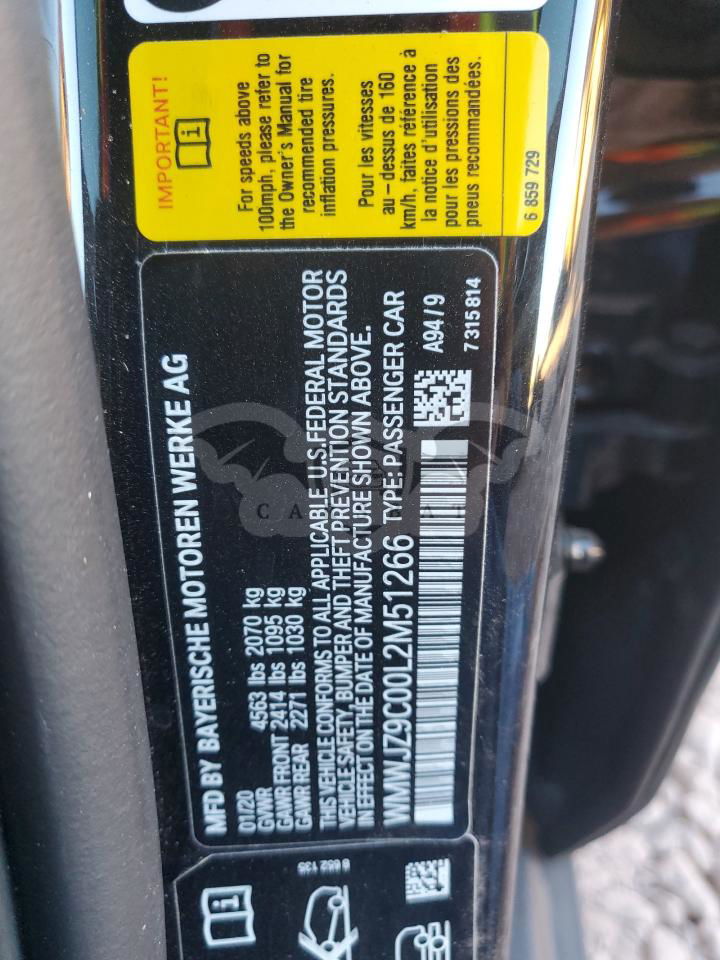 IMPORTANT!
For speeds above
100mph, please refer to
the Owner's Manual for
recommended tire
inflation pressures.
Pour les vitesses
au - dessus de 160
km/h, faites référence à
la notice d'utilisation
pour les pressions des
pneus recommandées.
6 859 729
MFD BY BAYERISCHE MOTOREN WERKE AG
01/20
GVWR 4563 lbs 2070 kg
GAWR FRONT 2414 lbs 1095 kg
GAWR REAR 2271 lbs 1030 kg
THIS VEHICLE CONFORMS TO ALL APPLICABLE U.S.FEDERAL MOTOR
VEHICLE SAFETY, BUMPER AND THEFT PREVENTION STANDARDS
IN EFFECT ON THE DATE OF MANUFACTURE SHOWN ABOVE.
WMWJZ9C00L2M51266 TYPE: PASSENGER CAR
A94/9
7 315 814
6 652 135